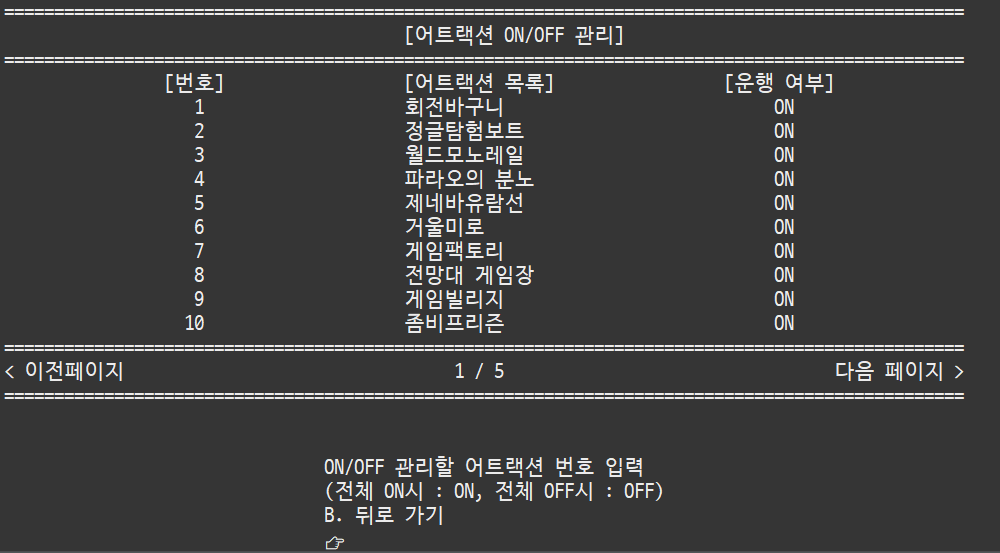 ================================================================================================
[어트랙션 ON/OFF 관리]
================================================================================================
[번호] [어트랙션 목록] [운행 여부]
1 회전바구니 ON
2 정글탐험보트 ON
3 월드모노레일 ON
4 파라오의 분노 ON
5 제네바유람선 ON
6 거울미로 ON
7 게임팩토리 ON
8 전망대 게임장 ON
9 게임빌리지 ON
10 좀비프리즌 ON
================================================================================================
< 이전페이지 1 / 5 다음 페이지 >
================================================================================================
ON/OFF 관리할 어트랙션 번호 입력
(전체 ON시 : ON, 전체 OFF시 : OFF)
B. 뒤로 가기
☞